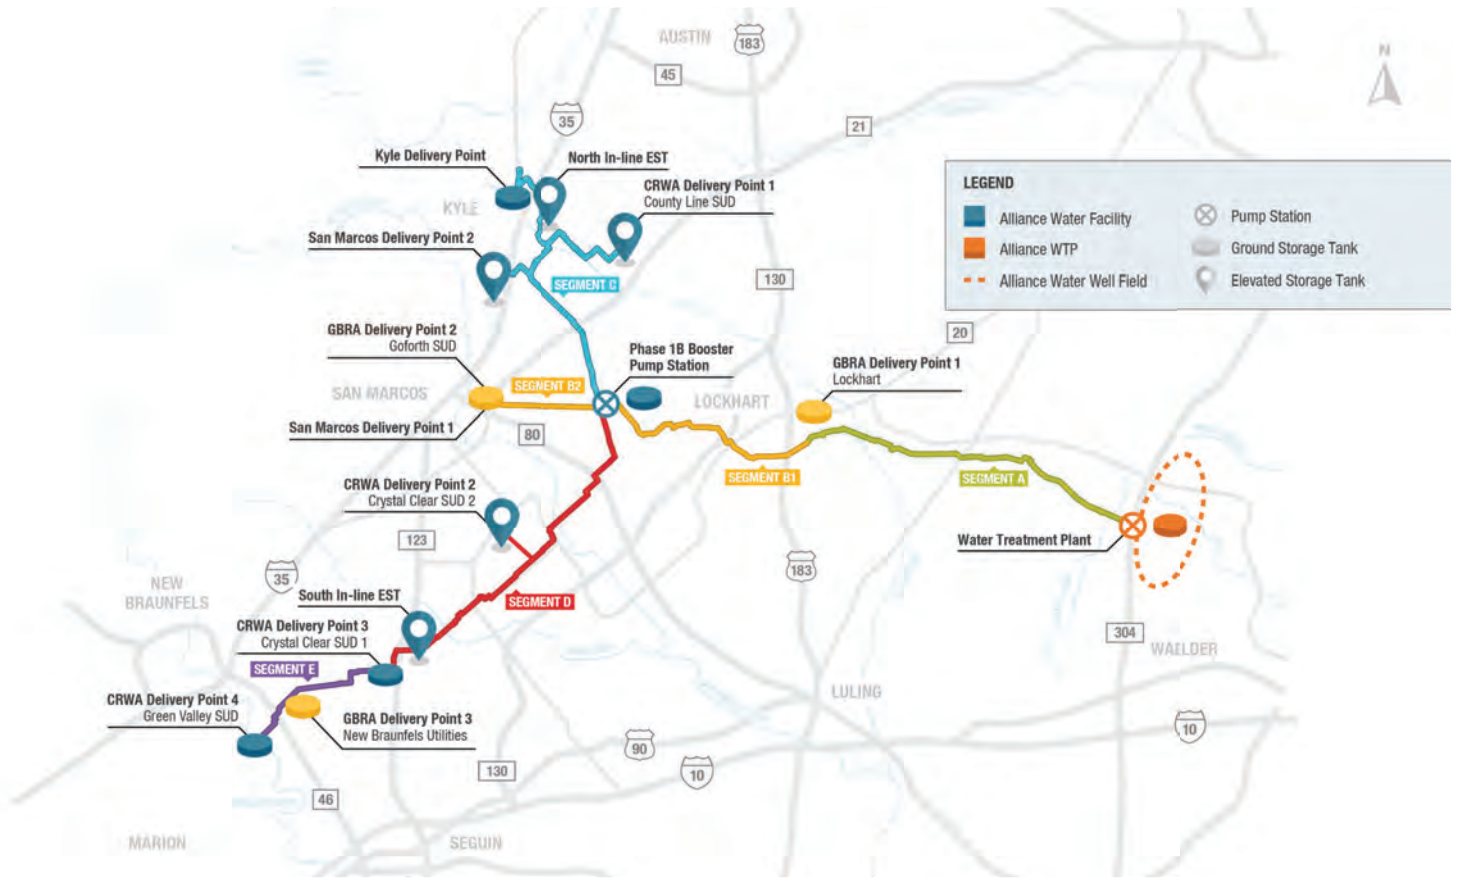 AUSTIN
183
45
N
35
21
Kyle Delivery Point
North In-line EST
CRWA Delivery Point 1
County Line SUD
KYLE
San Marcos Delivery Point 2
SEGMENT C
130
LEGEND
Alliance Water Facility
Alliance WTP
Alliance Water Well Field
Pump Station
Ground Storage Tank
Elevated Storage Tank
20
GBRA Delivery Point 2
Goforth SUD
Phase 1B Booster
Pump Station
GBRA Delivery Point 1
Lockhart
SEGMENT B2
SAN MARCOS
LOCKHART
San Marcos Delivery Point 1
80
SEGMENT B1
SEGMENT A
CRWA Delivery Point 2
Crystal Clear SUD 2
123
Water Treatment Plant
183
35
NEW
BRAUNFELS
South In-line EST
SEGMENT D
CRWA Delivery Point 3
Crystal Clear SUD 1
304
WAELDER
SEGMENT E
LULING
CRWA Delivery Point 4
Green Valley SUD
GBRA Delivery Point 3
New Braunfels Utilities
10
90
130
10
46
MARION
SEGUIN